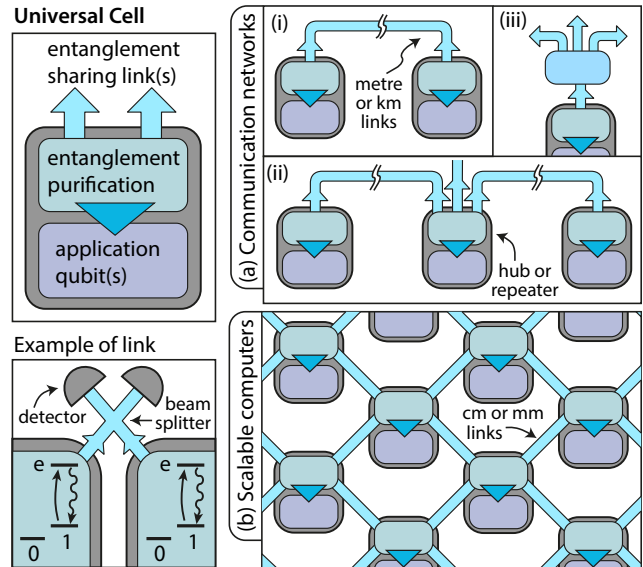 Universal Cell
entanglement
sharing link(s)
entanglement
purification
application
qubit(s)
Example of link
detector
beam
splitter
e
0
1
e
0
1
(a) Communication networks
(i)
metre
or km
links
(iii)
(ii)
hub or
repeater
(b) Scalable computers
cm or mm
links